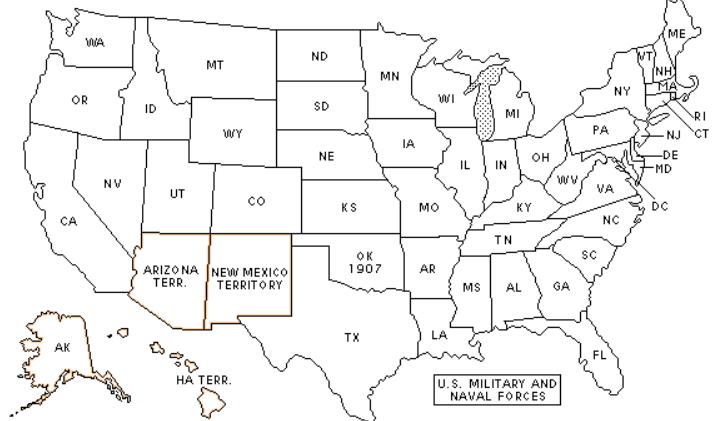 WA
MT
ND
MN
ME
VT
NH
OR
ID
SD
WI
MI
NY
MA
RI
CT
WY
IA
PA
NJ
NE
NV
UT
CO
IL
IN
OH
DE
MD
WV
VA
DC
CA
KS
MO
KY
NC
TN
ARIZONA
TERR.
NEW MEXICO
TERRITORY
OK
1907
AR
SC
MS
AL
GA
TX
LA
AK
FL
HA TERR.
U.S. MILITARY AND
NAVAL FORCES